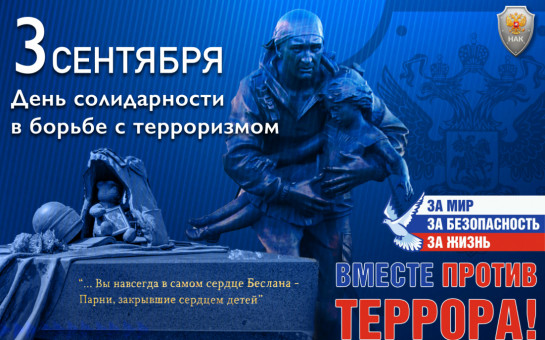 НАК
3 СЕНТЯБРЯ
День солидарности
в борьбе с терроризмом
ЗА МИР
ЗА БЕЗОПАСНОСТЬ
ЗА ЖИЗНЬ
"... Вы навсегда в самом сердце Беслана -
Парни, закрывшие сердцем детей"
ВМЕСТЕ ПРОТИВ
ТЕРРОРА!